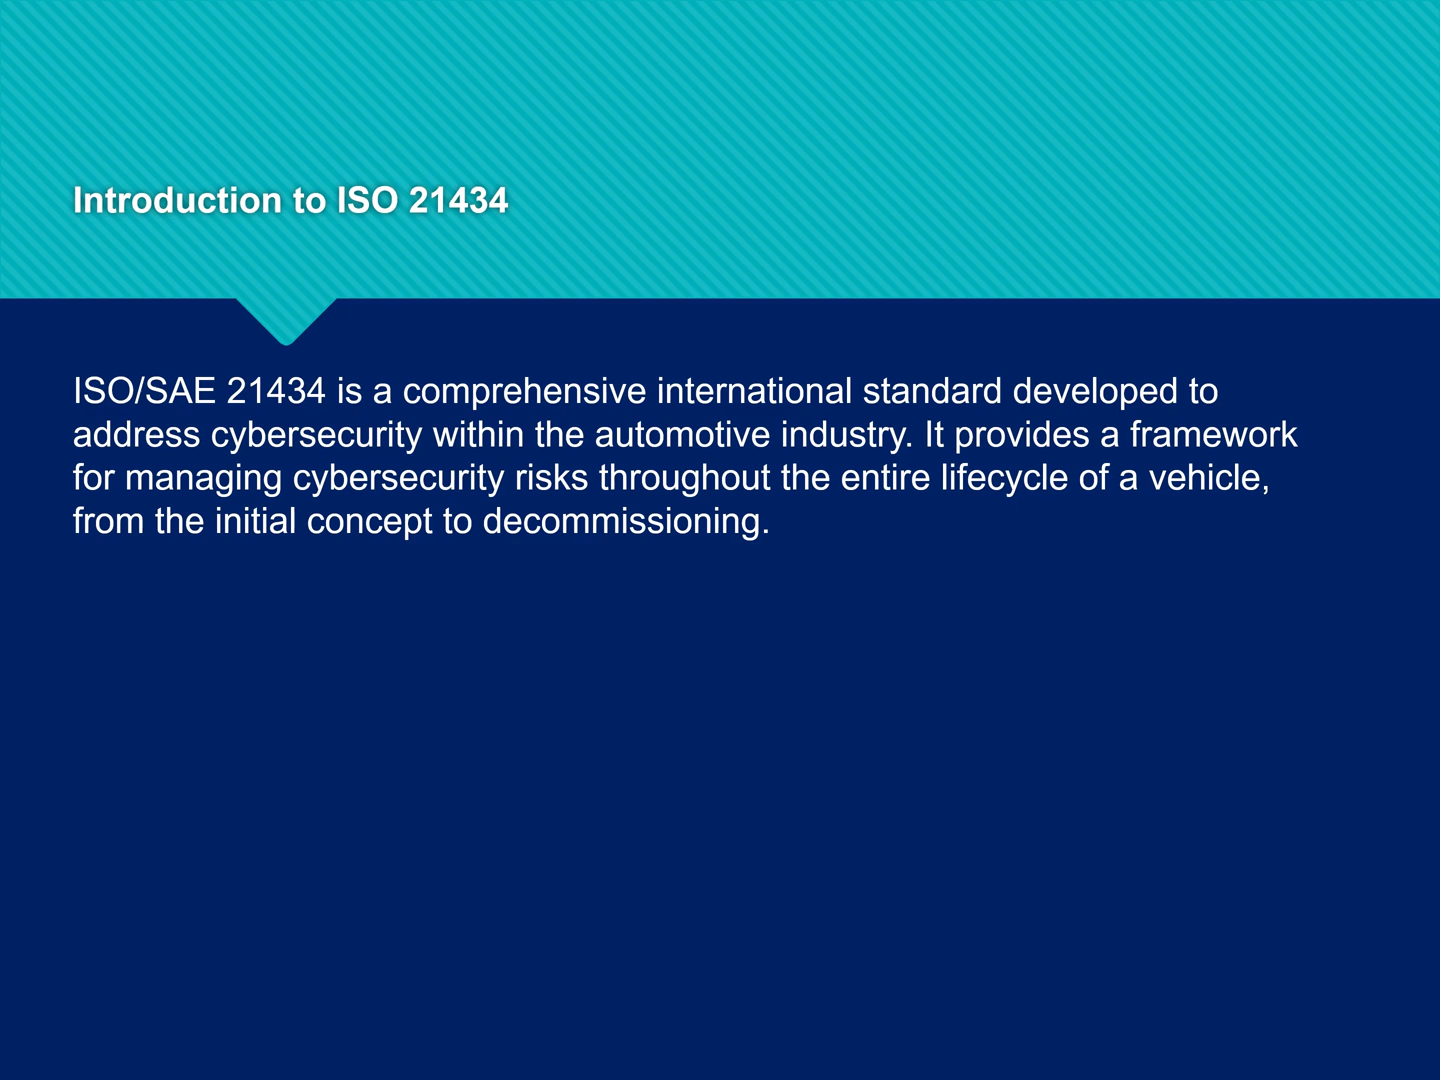 Introduction to ISO 21434
ISO/SAE 21434 is a comprehensive international standard developed to
address cybersecurity within the automotive industry. It provides a framework
for managing cybersecurity risks throughout the entire lifecycle of a vehicle,
from the initial concept to decommissioning.